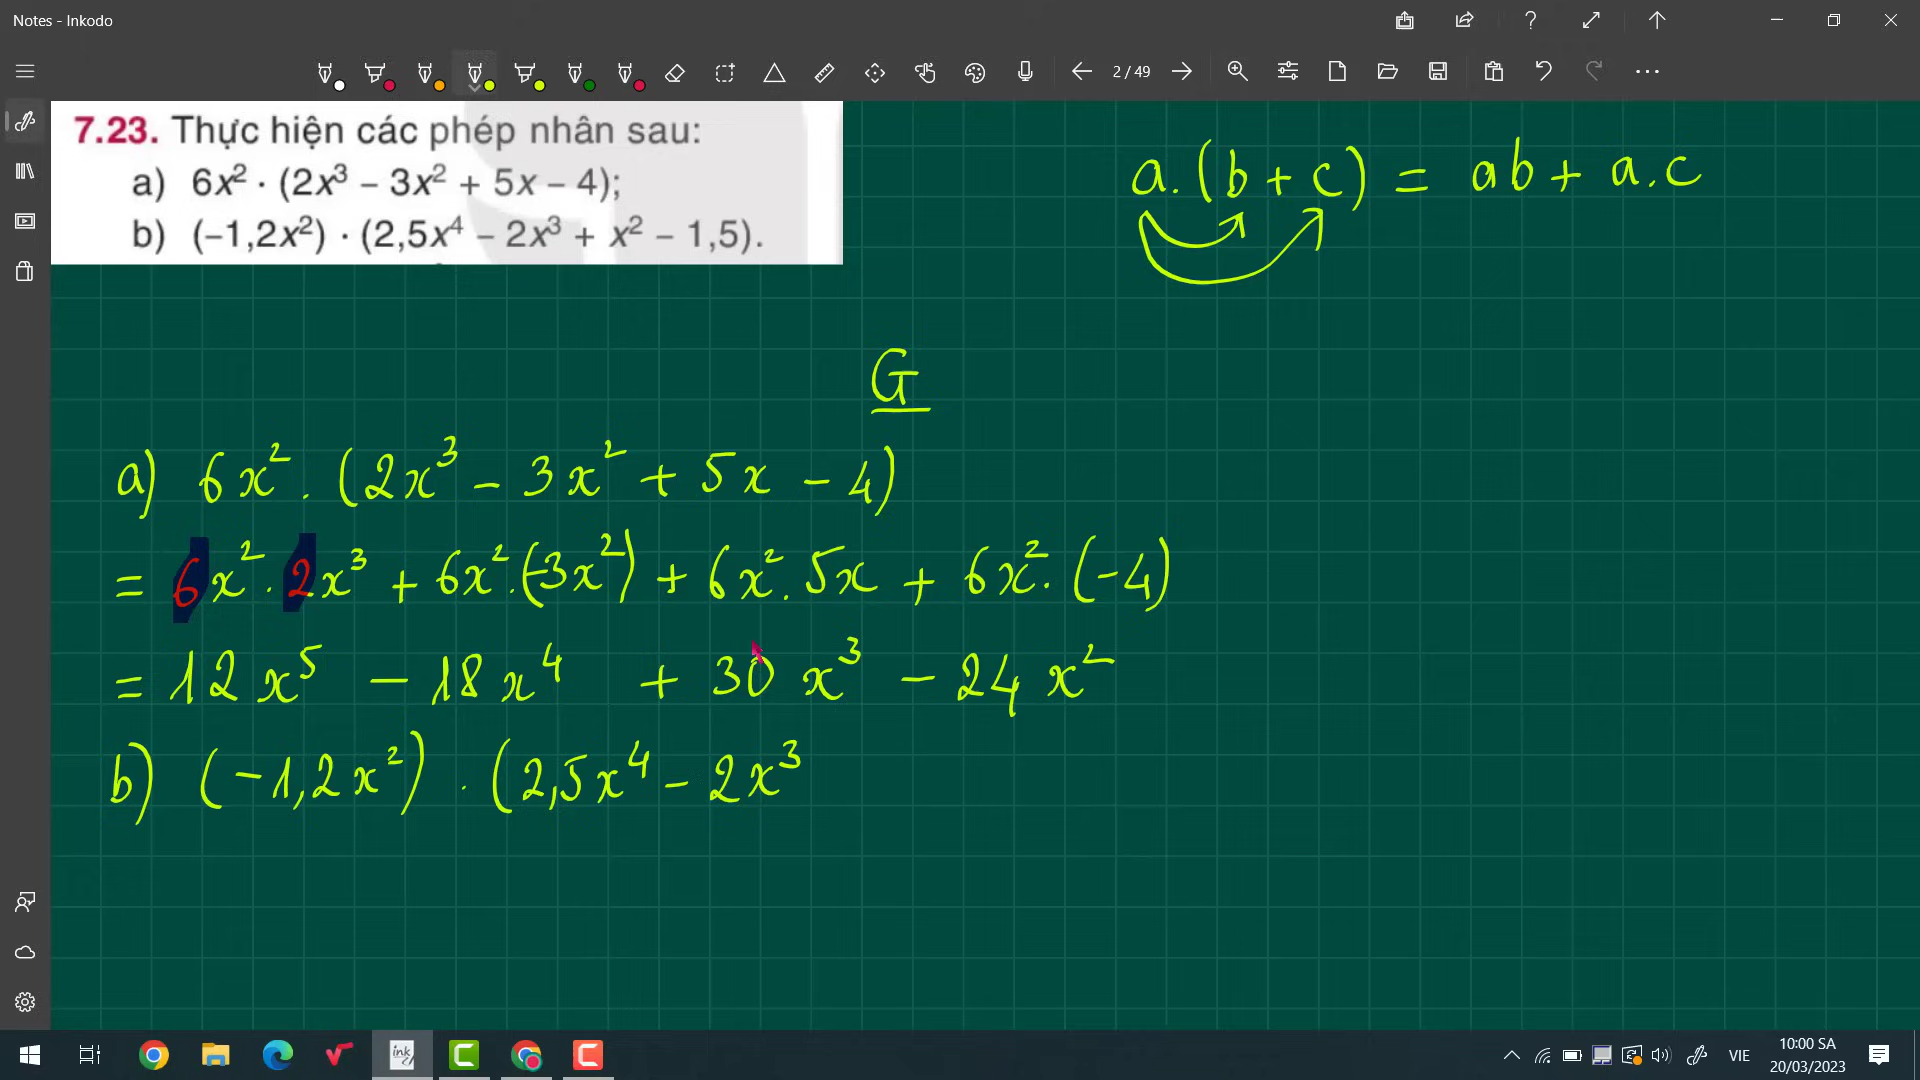 Notes - Inkodo
2 / 49
7.23. Thực hiện các phép nhân sau:
a) 6x² · (2x³ – 3x² + 5x – 4);
b) (–1,2x²) · (2,5x⁴ – 2x³ + x² – 1,5).
a.(b + c) = ab + a.c
G
a) 6x² . (2x³ - 3x² + 5x - 4)
= 6x² . 2x³ + 6x² .(-3x²) + 6x² . 5x + 6x² . (-4)
= 12x⁵ - 18x⁴ + 30x³ - 24x²
b) (-1,2x²) . (2,5x⁴ - 2x³
ink
VIE
10:00 SA
20/03/2023